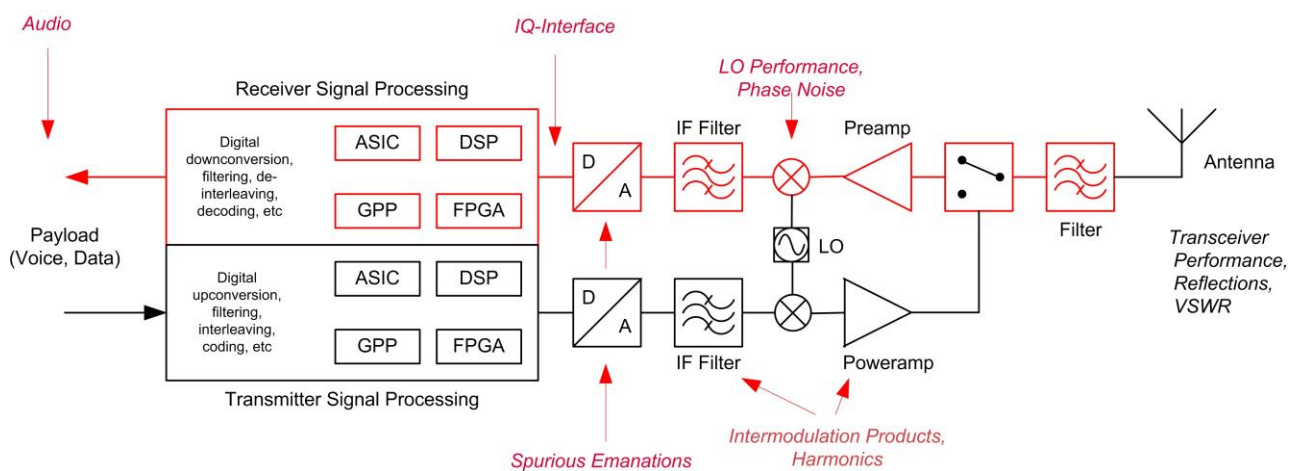 Audio
IQ-Interface
LO Performance,
Phase Noise
Receiver Signal Processing
IF Filter
Preamp
Digital
downconversion,
filtering, de-
interleaving,
decoding, etc
ASIC
DSP
GPP
FPGA
D
A
Antenna
Filter
Payload
(Voice, Data)
LO
Transceiver
Performance,
Reflections,
VSWR
Digital
upconversion,
filtering,
interleaving,
coding, etc
ASIC
DSP
GPP
FPGA
D
A
IF Filter
Poweramp
Transmitter Signal Processing
Spurious Emanations
Intermodulation Products,
Harmonics